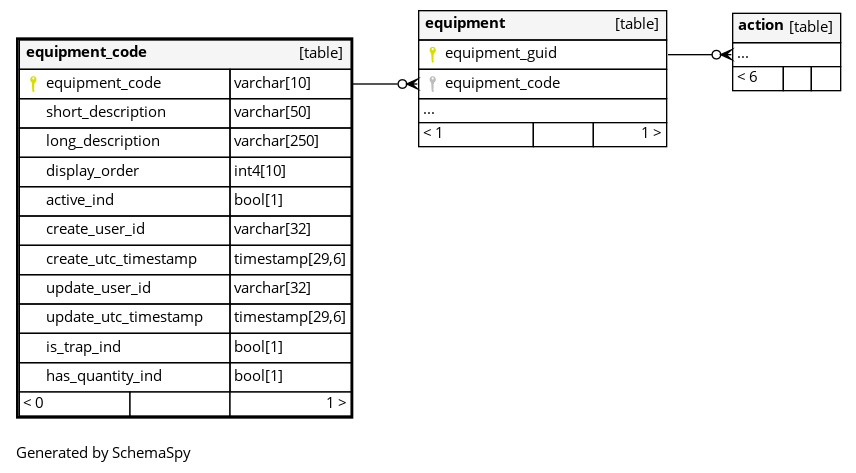 equipment_code [table]
equipment_code varchar[10]
short_description varchar[50]
long_description varchar[250]
display_order int4[10]
active_ind bool[1]
create_user_id varchar[32]
create_utc_timestamp timestamp[29,6]
update_user_id varchar[32]
update_utc_timestamp timestamp[29,6]
is_trap_ind bool[1]
has_quantity_ind bool[1]
< 0 1 >
equipment [table]
equipment_guid
equipment_code
...
< 1 1 >
action [table]
...
< 6
Generated by SchemaSpy